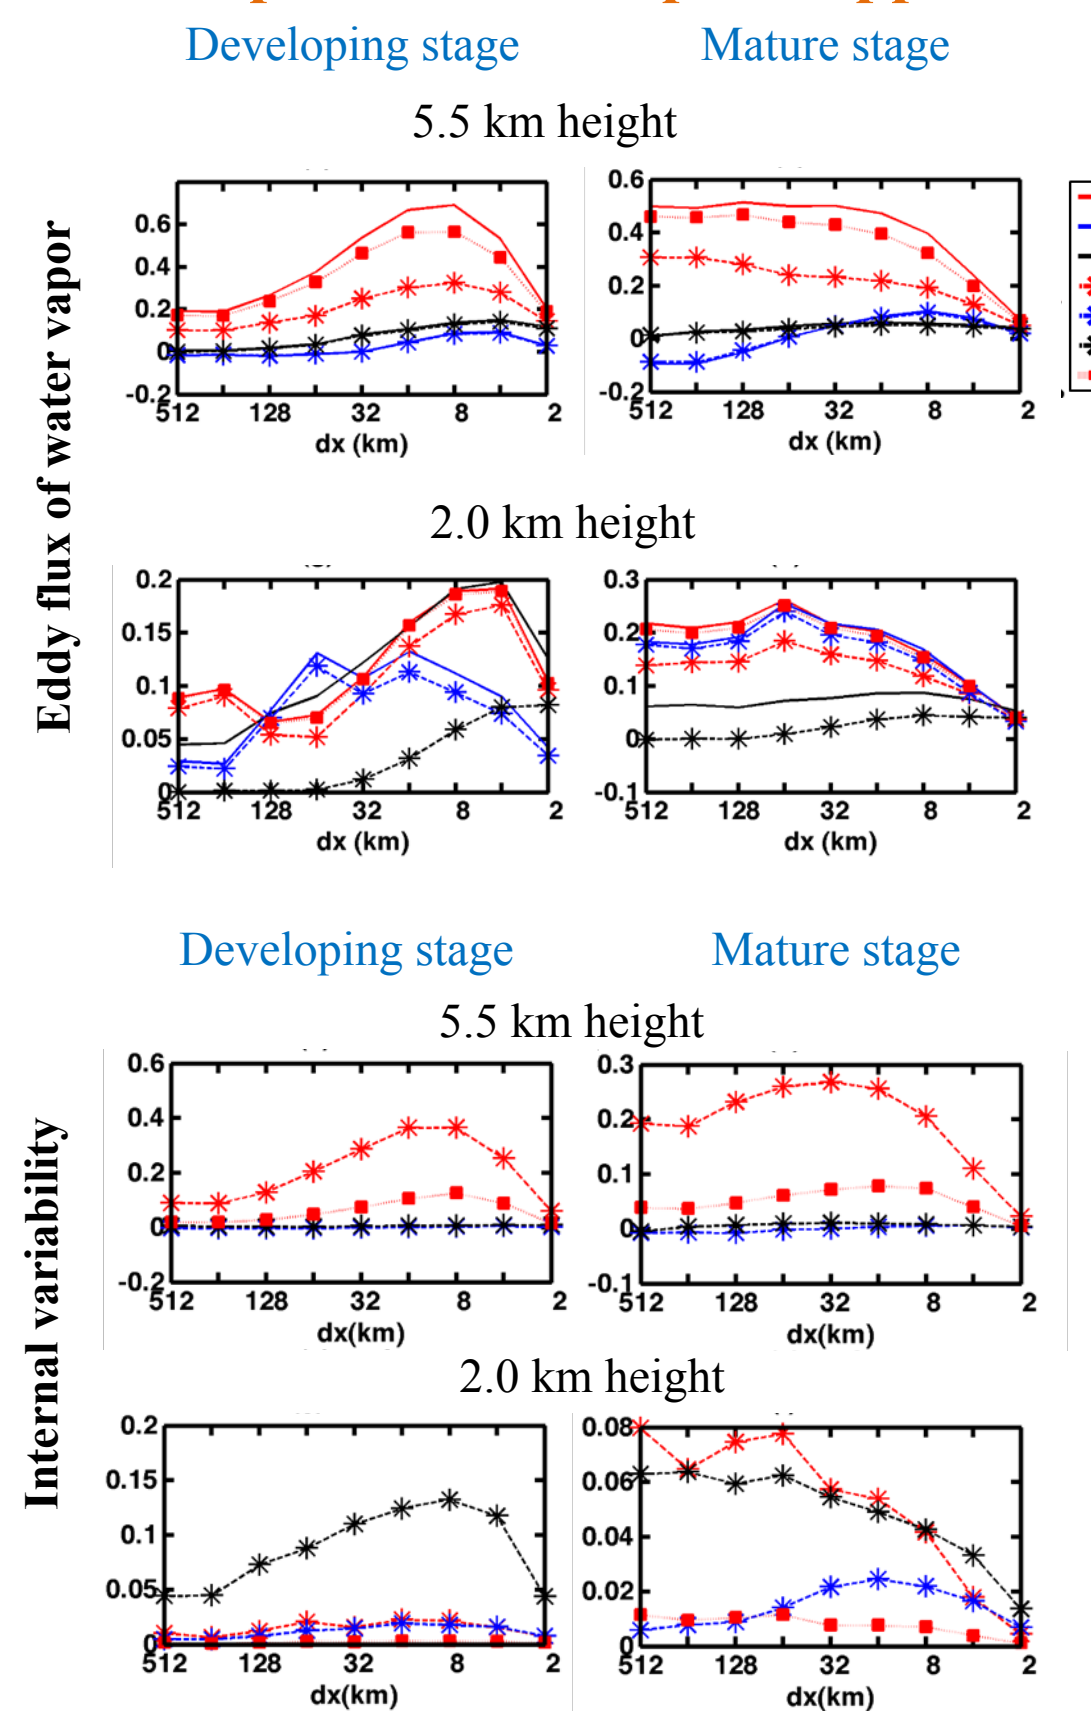 Developing stage Mature stage
5.5 km height
Eddy flux of water vapor
0.6
0.4
0.2
0
-0.2
512 128 32 8 2
dx (km)
0.6
0.4
0.2
0
-0.2
512 128 32 8 2
dx (km)
2.0 km height
0.2
0.15
0.1
0.05
0
512 128 32 8 2
dx (km)
0.3
0.2
0.1
0
-0.1
512 128 32 8 2
dx (km)
Developing stage Mature stage
5.5 km height
Internal variability
0.6
0.4
0.2
0
-0.2
512 128 32 8 2
dx(km)
0.3
0.2
0.1
0
-0.1
512 128 32 8 2
dx(km)
2.0 km height
0.2
0.15
0.1
0.05
0
512 128 32 8 2
dx(km)
0.08
0.06
0.04
0.02
0
512 128 32 8 2
dx(km)